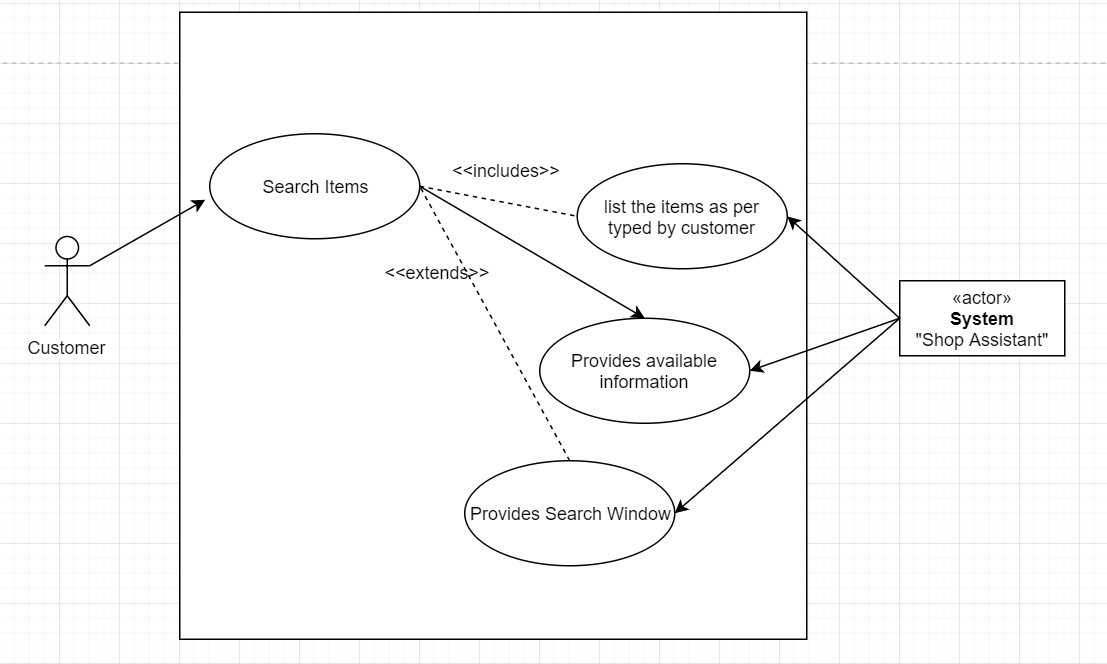 Search Items
<<includes>>
list the items as per
typed by customer
<<extends>>
«actor»
System
"Shop Assistant"
Customer
Provides available
information
Provides Search Window